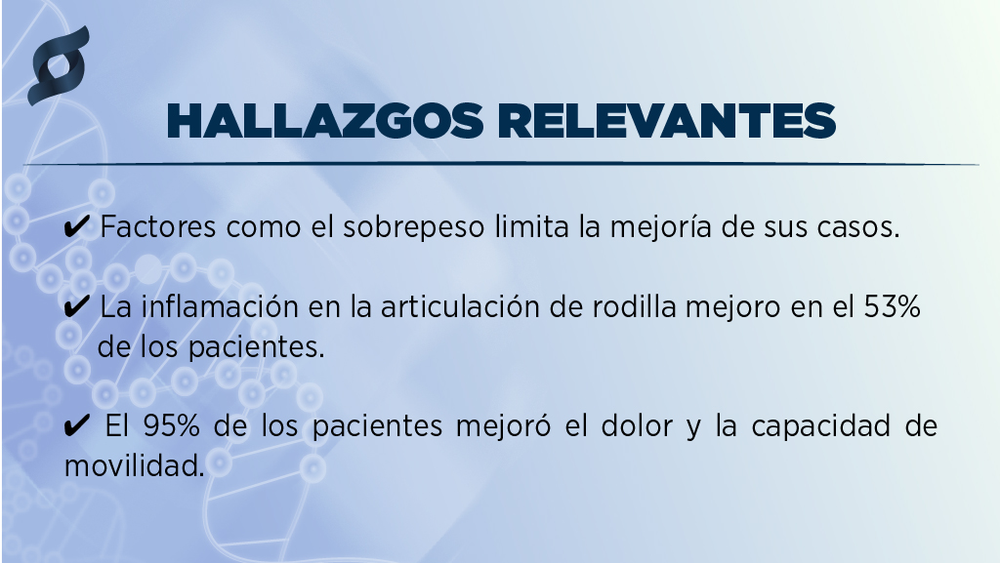 HALLAZGOS RELEVANTES
✔ Factores como el sobrepeso limita la mejoría de sus casos.
✔ La inflamación en la articulación de rodilla mejoro en el 53%
de los pacientes.
✔ El 95% de los pacientes mejoró el dolor y la capacidad de
movilidad.